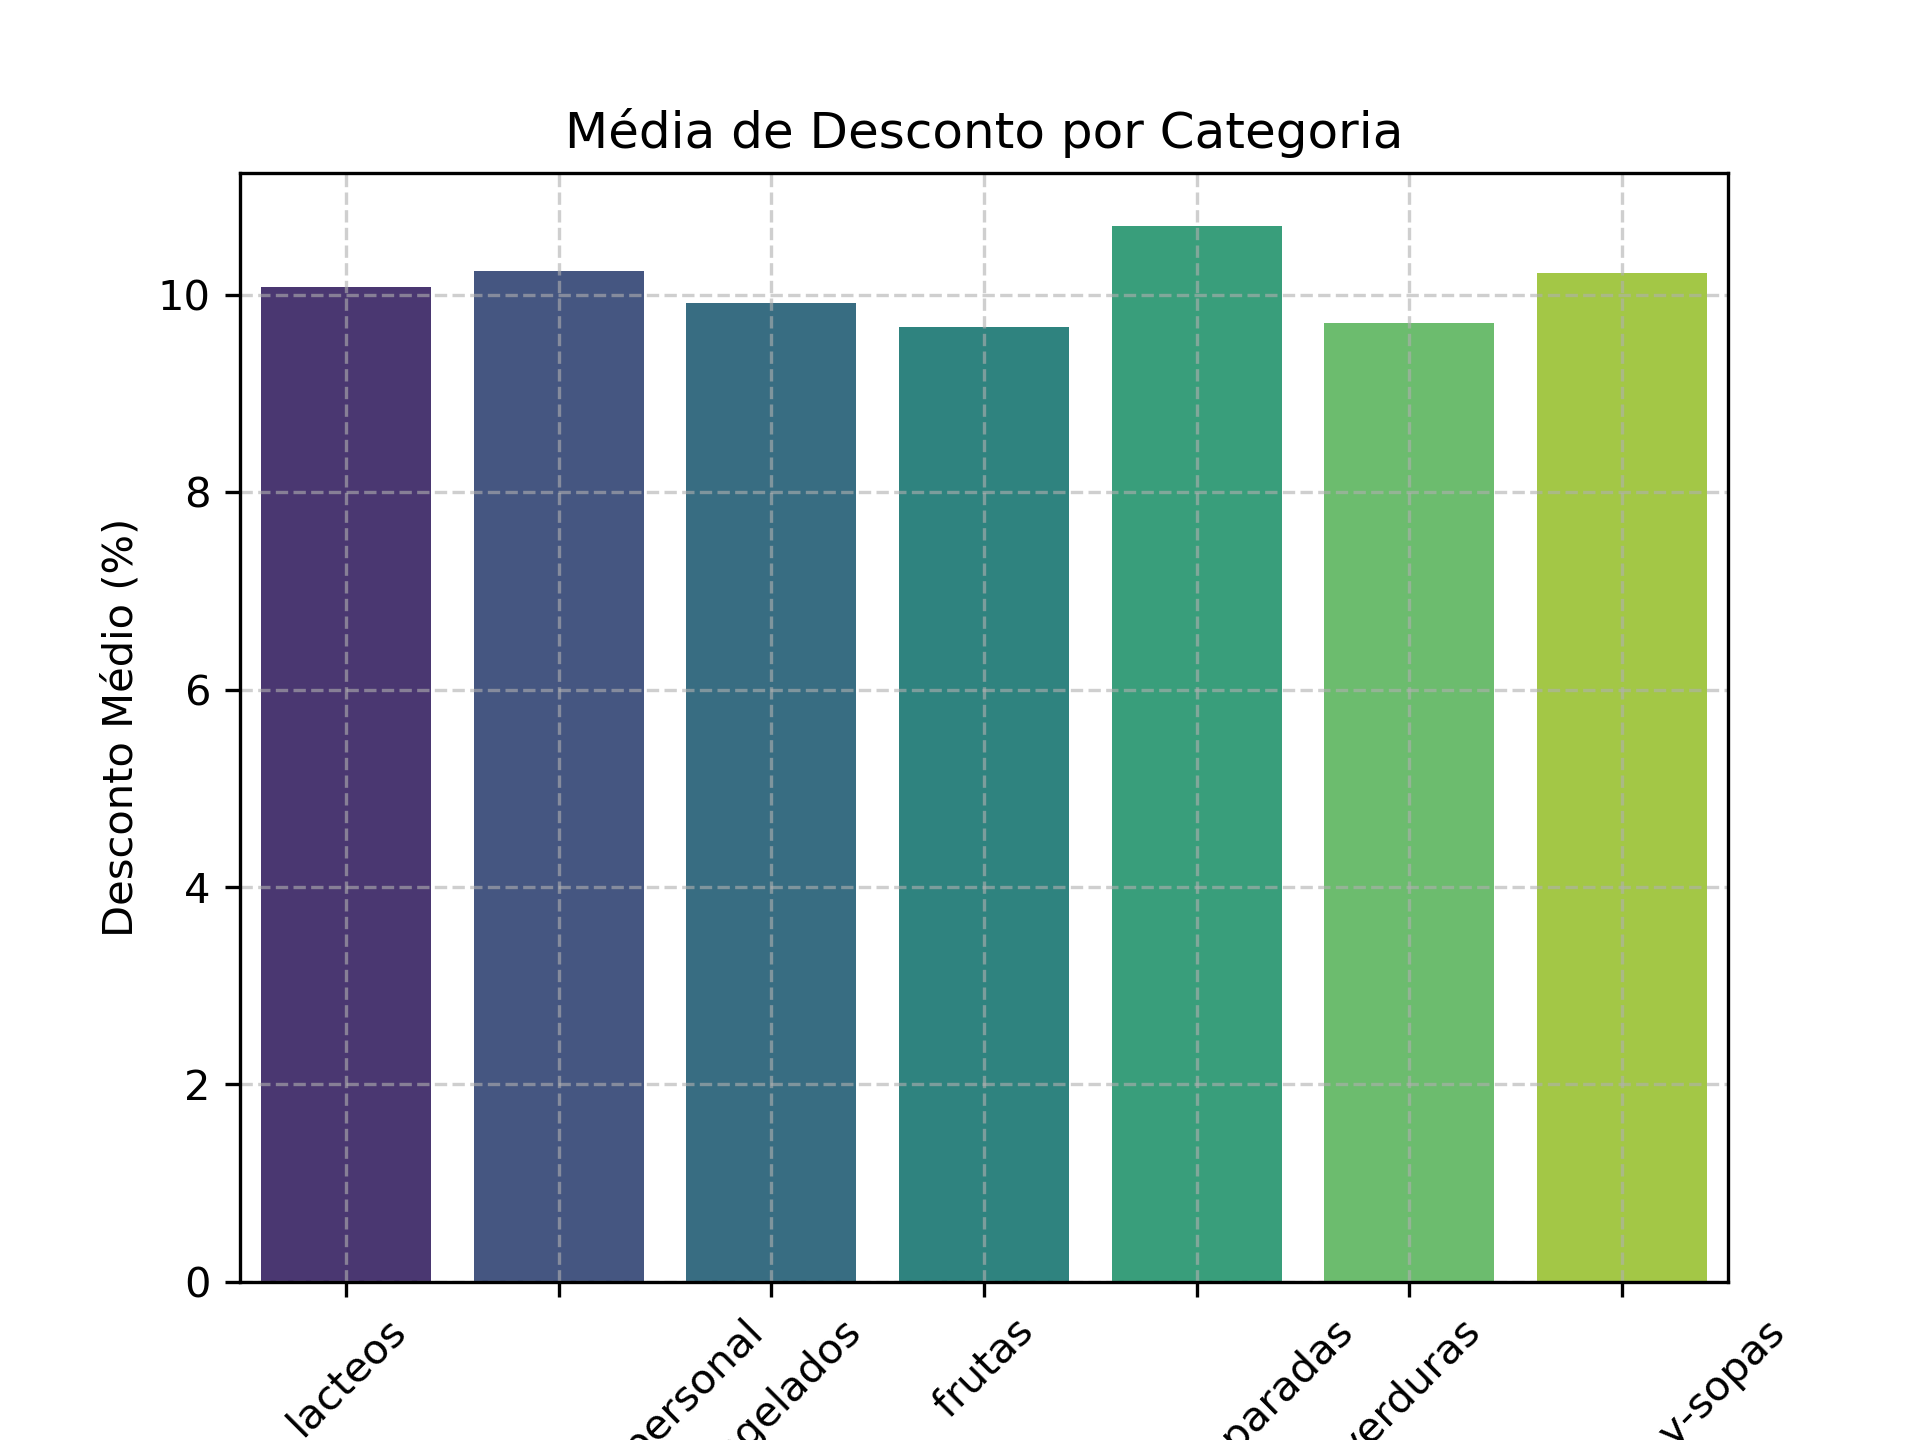 Média de Desconto por Categoria
Desconto Médio (%)
10
8
6
4
2
0
lacteos
personal
gelados
frutas
paradas
verduras
y-sopas